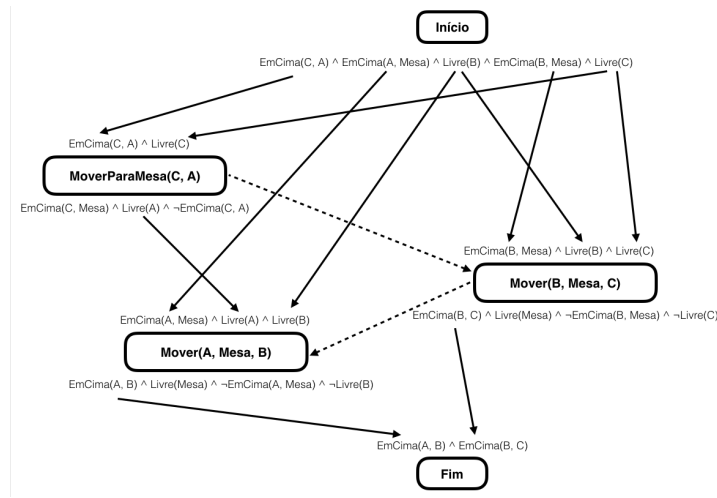 Início
EmCima(C, A) ^ EmCima(A, Mesa) ^ Livre(B) ^ EmCima(B, Mesa) ^ Livre(C)
EmCima(C, A) ^ Livre(C)
MoverParaMesa(C, A)
EmCima(C, Mesa) ^ Livre(A) ^ ¬EmCima(C, A)
EmCima(B, Mesa) ^ Livre(B) ^ Livre(C)
Mover(B, Mesa, C)
EmCima(B, C) ^ Livre(Mesa) ^ ¬EmCima(B, Mesa) ^ ¬Livre(C)
EmCima(A, Mesa) ^ Livre(A) ^ Livre(B)
Mover(A, Mesa, B)
EmCima(A, B) ^ Livre(Mesa) ^ ¬EmCima(A, Mesa) ^ ¬Livre(B)
EmCima(A, B) ^ EmCima(B, C)
Fim